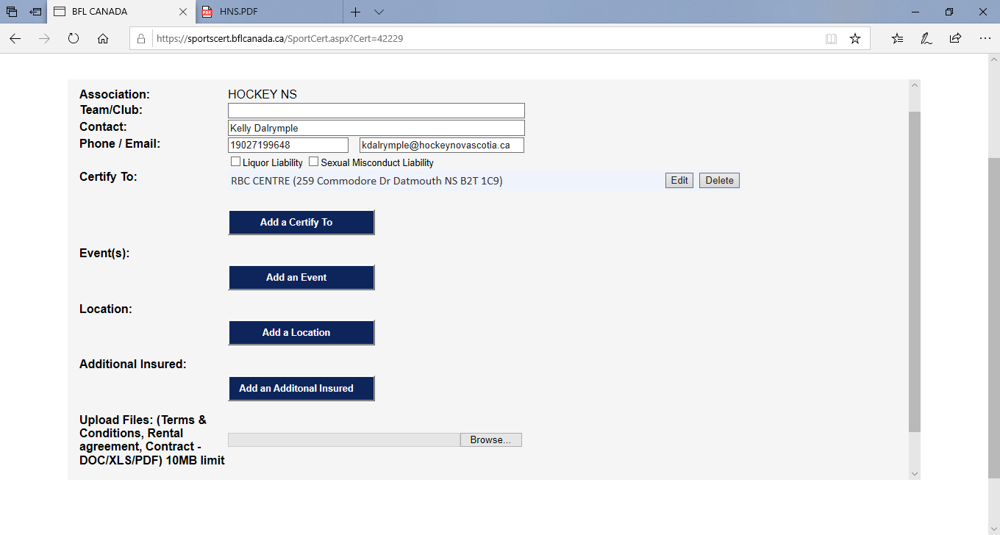 BFL CANADA
HNS.PDF
https://sportscert.bflcanada.ca/SportCert.aspx?Cert=42229
Association: HOCKEY NS
Team/Club:
Contact: Kelly Dalrymple
Phone / Email: 19027199648 kdalrymple@hockeynovascotia.ca
Liquor Liability Sexual Misconduct Liability
Certify To: RBC CENTRE (259 Commodore Dr Datmouth NS B2T 1C9) Edit Delete
Add a Certify To
Event(s):
Add an Event
Location:
Add a Location
Additional Insured:
Add an Additonal Insured
Upload Files: (Terms &
Conditions, Rental
agreement, Contract -
DOC/XLS/PDF) 10MB limit
Browse...